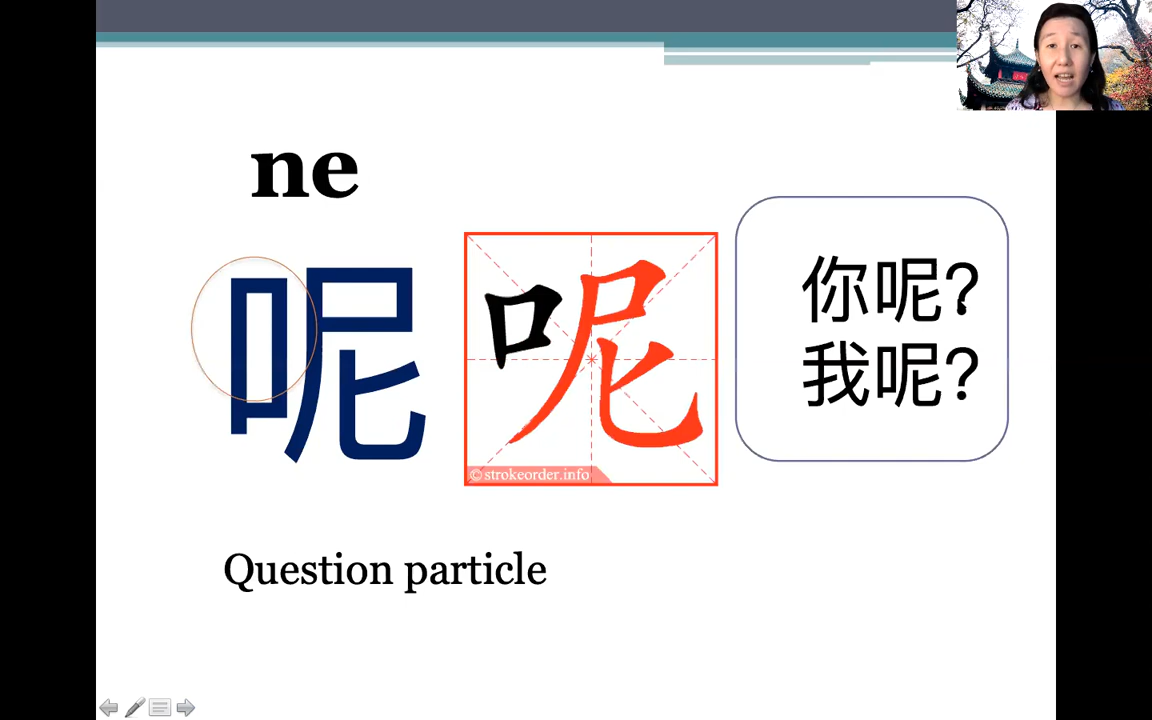 ne
呢
呢
© strokeorder.info
你呢?
我呢?
Question particle